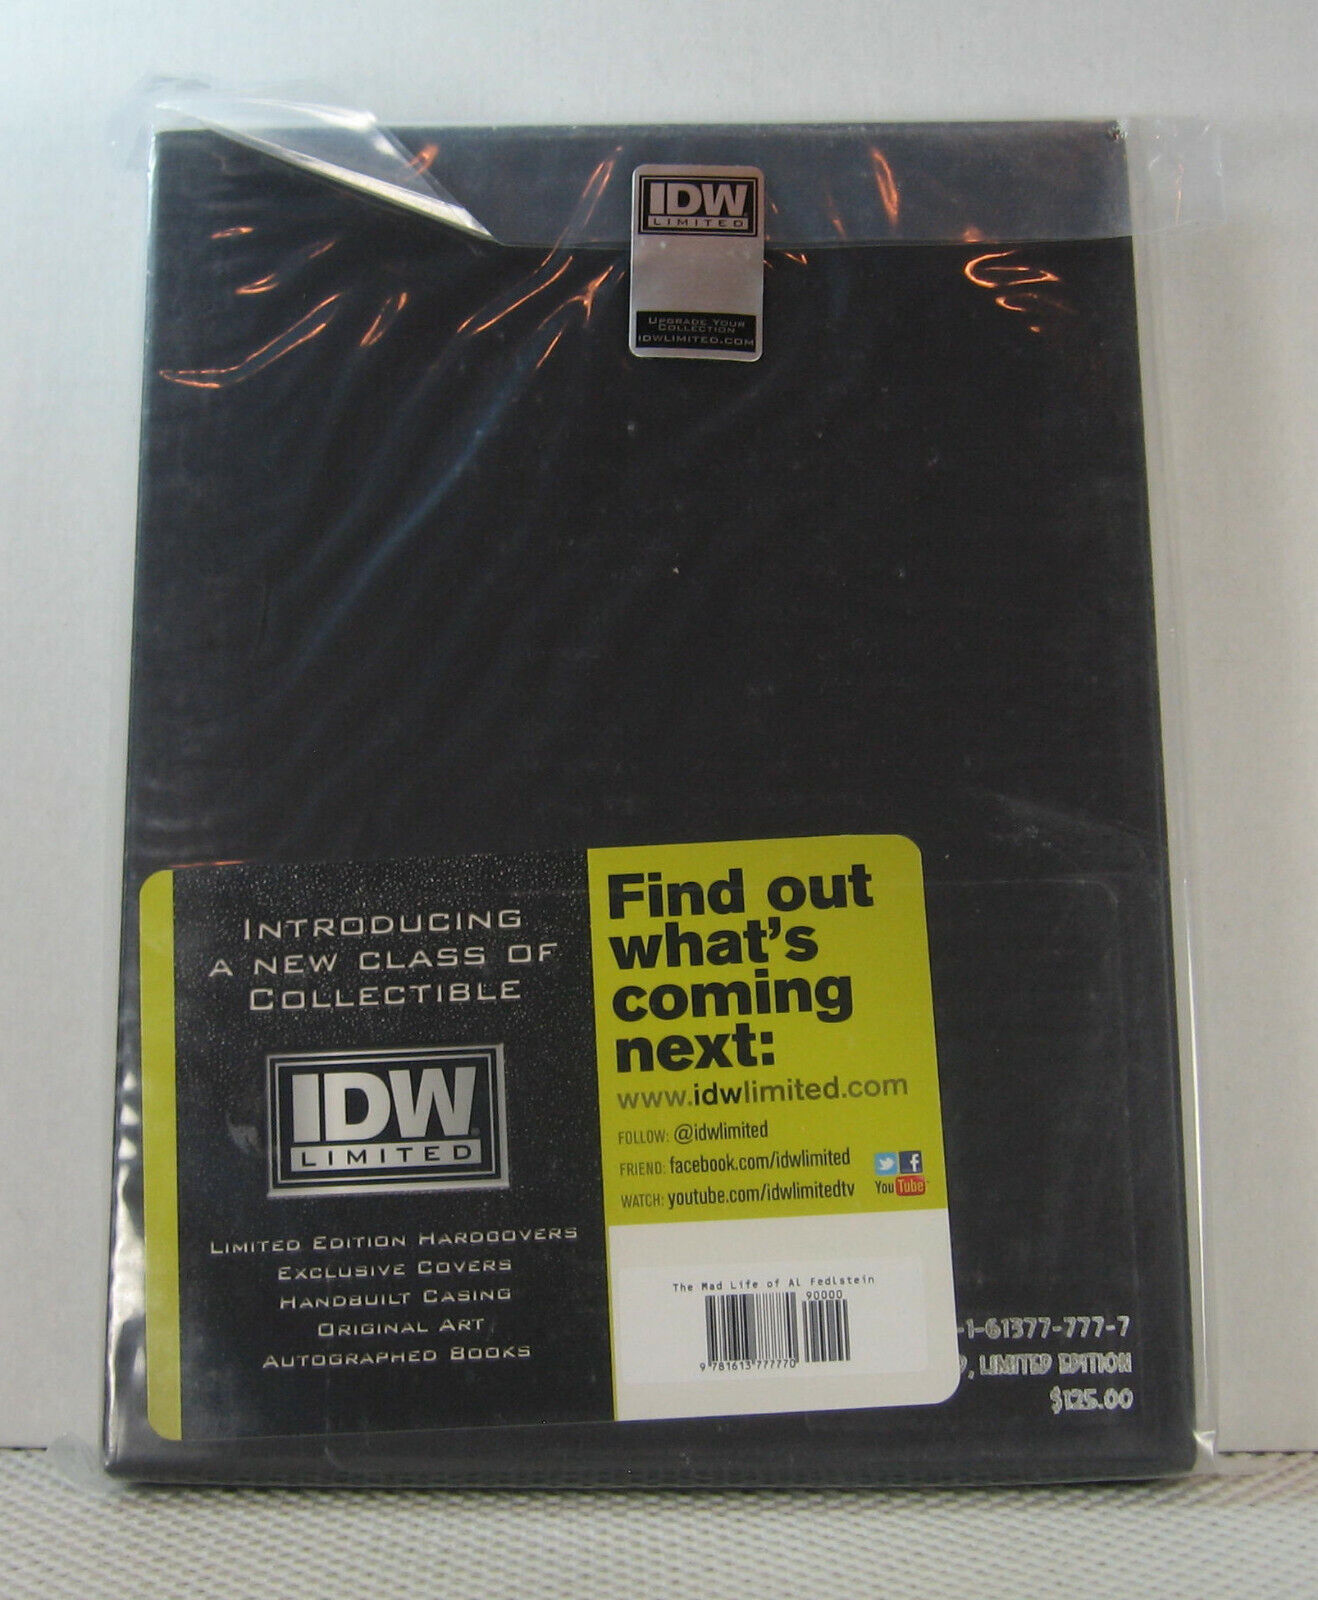 IDW
LIMITED
UPGRADE YOUR
COLLECTION
IDWLIMITED.COM
INTRODUCING
A NEW CLASS OF
COLLECTIBLE
IDW
LIMITED
LIMITED EDITION HARDCOVERS
EXCLUSIVE COVERS
HANDBUILT CASING
ORIGINAL ART
AUTOGRAPHED BOOKS
Find out
what's
coming
next:
www.idwlimited.com
FOLLOW: @idwlimited
FRIEND: facebook.com/idwlimited
WATCH: youtube.com/idwlimitedtv
f
You Tube
The Mad Life of Al Fedlstein
90000
9 781613 777770
-1-61377-777-7
, LIMITED EDITION
$125.00